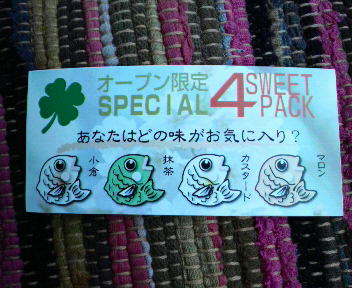 オープン限定
SPECIAL
4
SWEET
PACK
あなたはどの味がお気に入り？
小倉
抹茶
カスタード
マロン